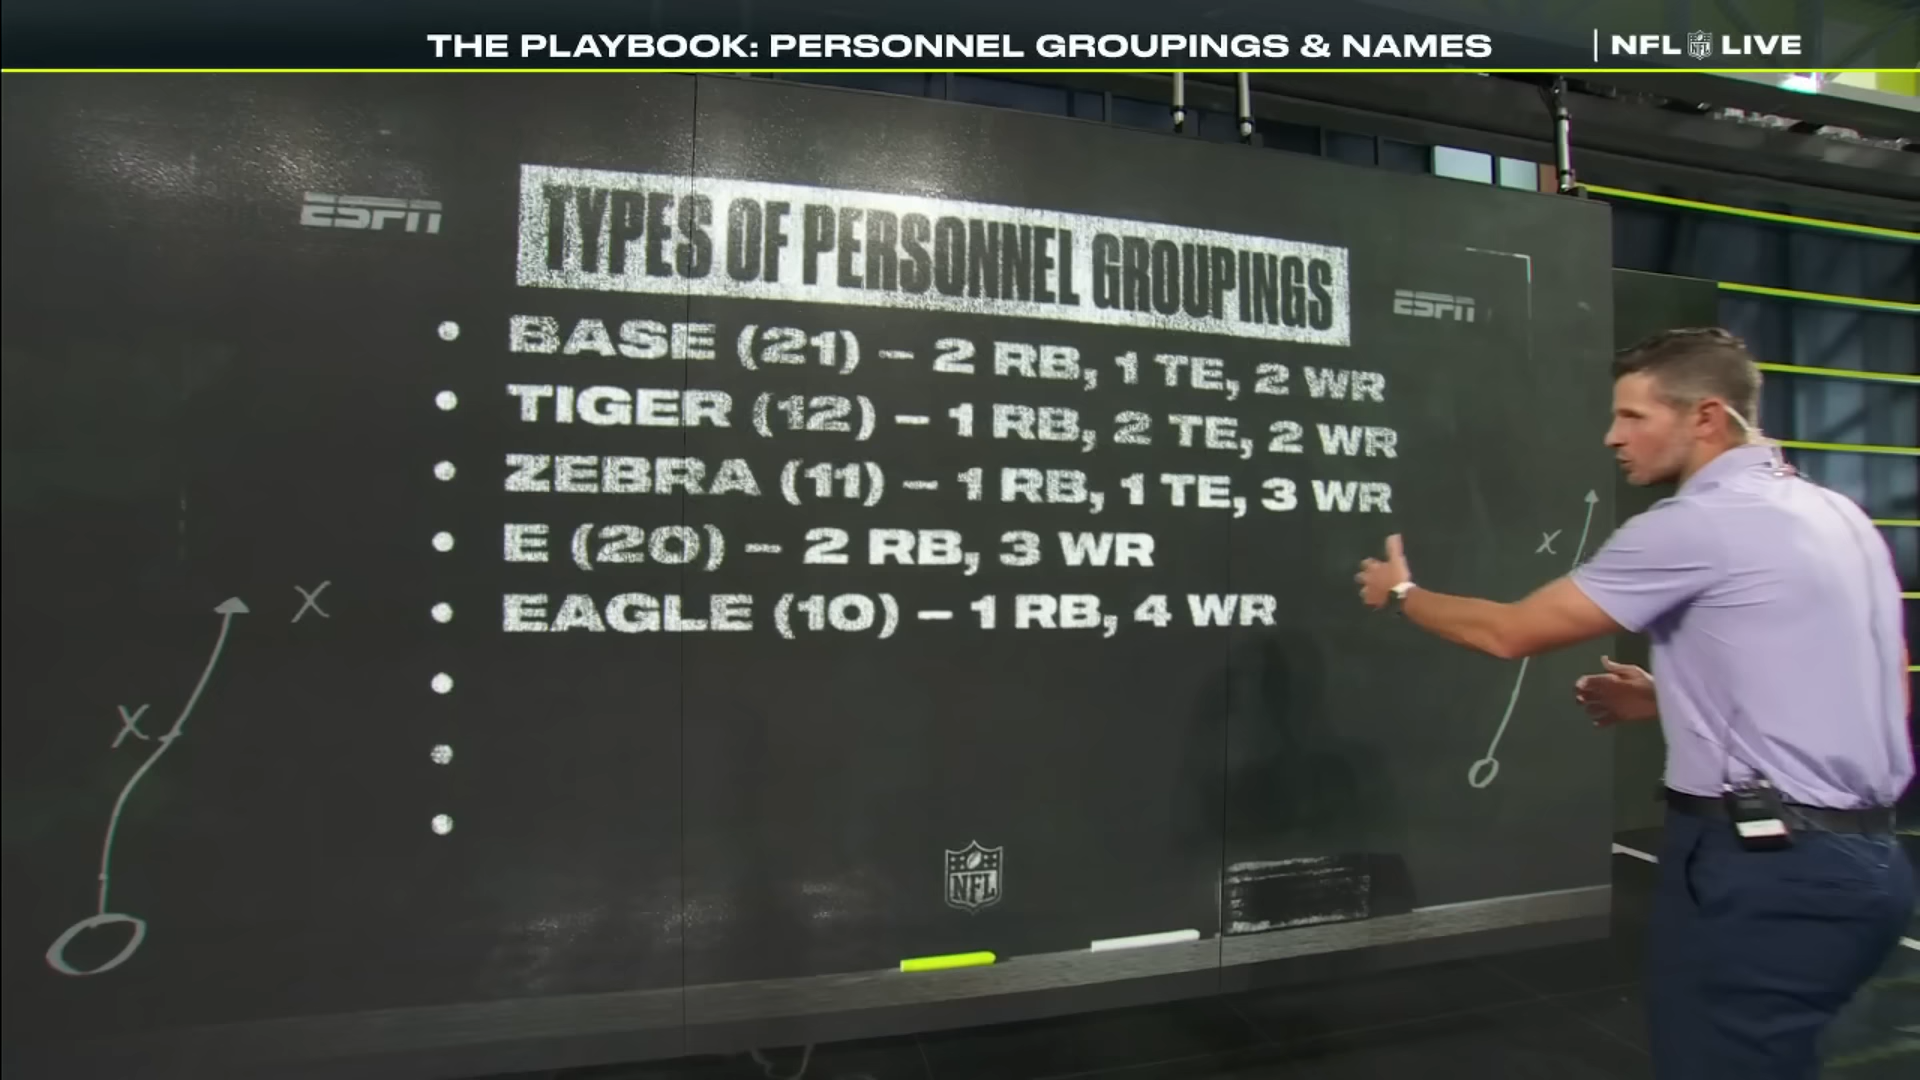 THE PLAYBOOK: PERSONNEL GROUPINGS & NAMES
NFL NFL LIVE
ESPN
TYPES OF PERSONNEL GROUPINGS
ESPN
• BASE (21) – 2 RB, 1 TE, 2 WR
• TIGER (12) – 1 RB, 2 TE, 2 WR
• ZEBRA (11) – 1 RB, 1 TE, 3 WR
• E (20) – 2 RB, 3 WR
• EAGLE (10) – 1 RB, 4 WR
•
•
•
X
X
X
NFL